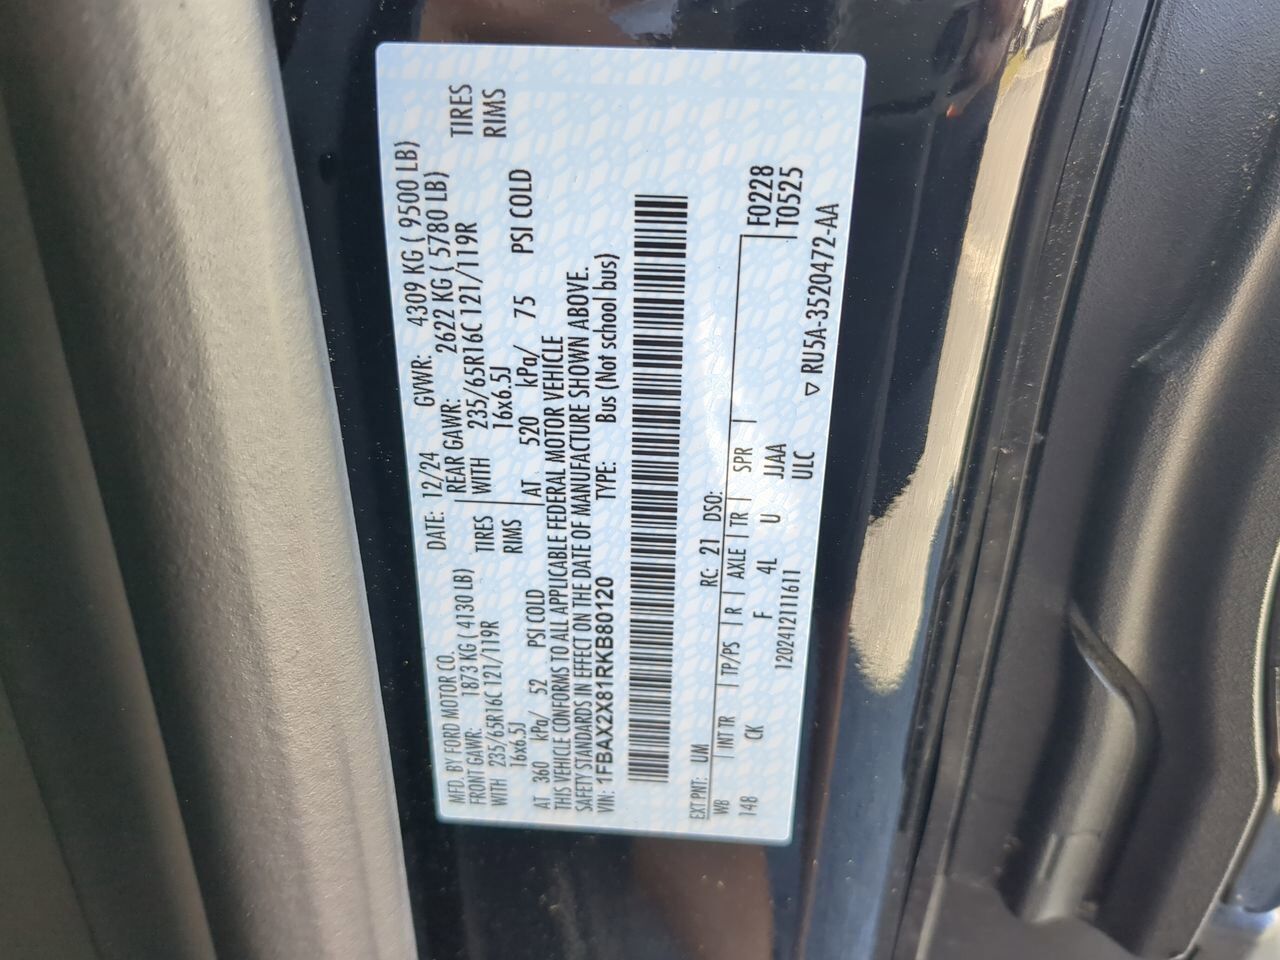 MFD. BY FORD MOTOR CO. DATE: 12/24 GVWR: 4309 KG ( 9500 LB)
FRONT GAWR: 1873 KG ( 4130 LB) REAR GAWR: 2622 KG ( 5780 LB)
WITH 235/65R16C 121/119R TIRES WITH 235/65R16C 121/119R TIRES
16x6.5J RIMS 16x6.5J RIMS
AT 360 kPa/ 52 PSI COLD AT 520 kPa/ 75 PSI COLD
THIS VEHICLE CONFORMS TO ALL APPLICABLE FEDERAL MOTOR VEHICLE
SAFETY STANDARDS IN EFFECT ON THE DATE OF MANUFACTURE SHOWN ABOVE.
VIN: 1FBAX2X81RKB80120 TYPE: Bus (Not school bus)
EXT PNT: UM RC: 21 DSO:
WB INT TR TP/PS R AXLE TR SPR F0228
148 CK F 4L U JJAA T0525
1202412111611 ULC ▽ RU5A-3520472-AA